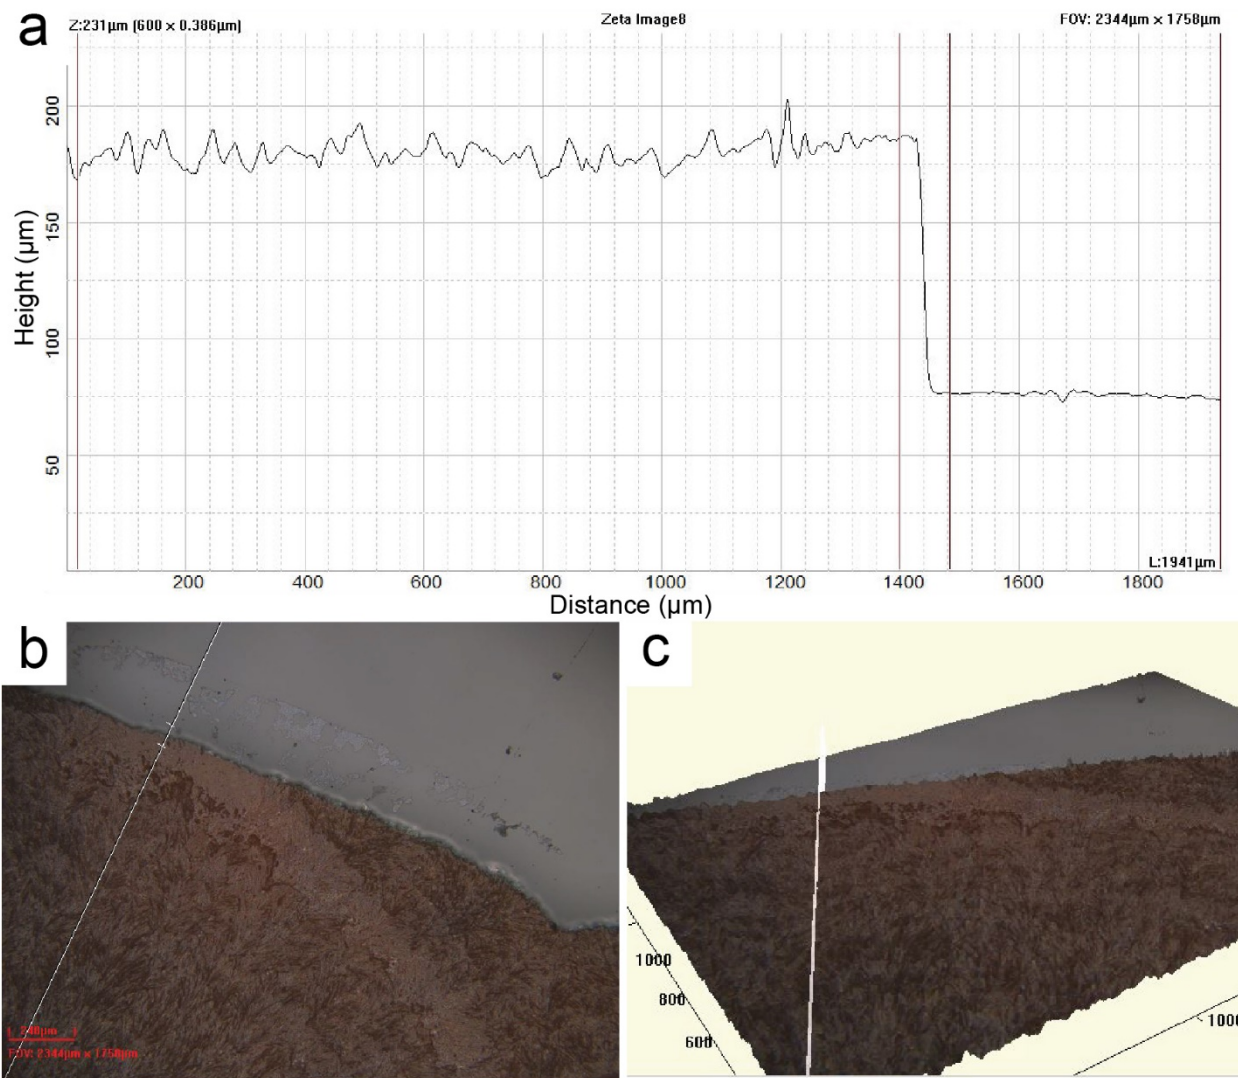 a
Z:231µm (600 x 0.386µm)
Zeta Image8
FOV: 2344µm x 1758µm
Height (µm)
200
150
100
50
L:1941µm
200 400 600 800 1000 1200 1400 1600 1800
Distance (µm)
b
c
240µm
FOV: 2344µm x 1758µm
1000
800
600
1000